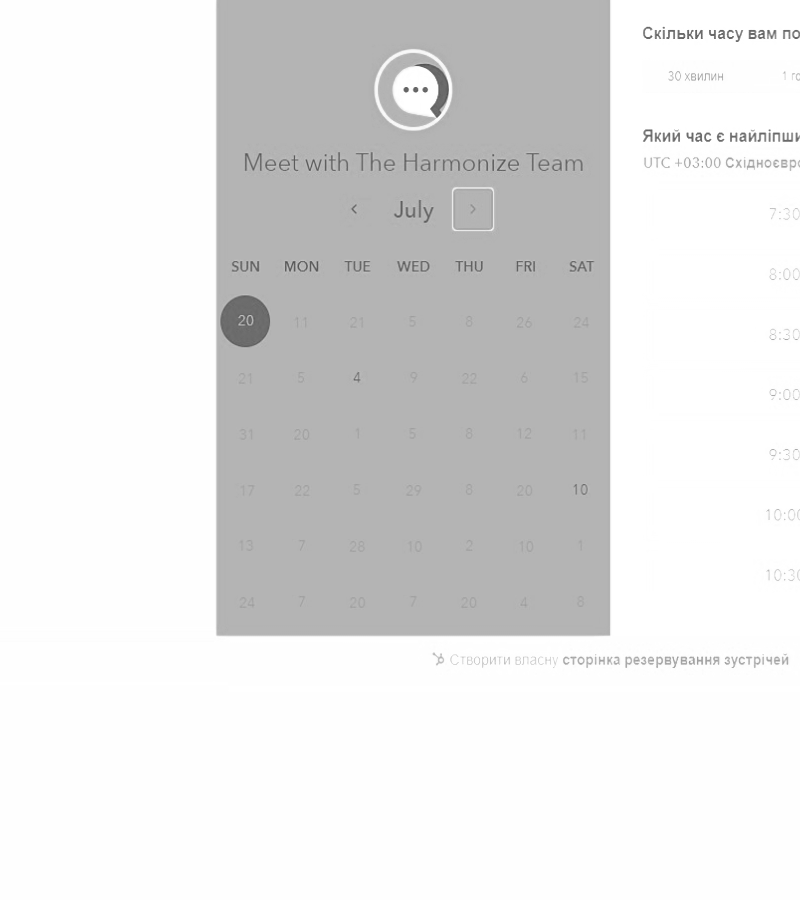 Meet with The Harmonize Team
July
SUN MON TUE WED THU FRI SAT
20 11 21 5 8 26 24
21 5 4 9 22 6 15
31 20 1 5 8 12 11
17 22 5 29 8 20 10
13 7 28 10 2 10 1
24 7 20 7 20 4 8
Скільки часу вам по
30 хвилин 1 го
Який час є найліпши
UTC +03:00 Східноєвро
7:30
8:00
8:30
9:00
9:30
10:00
10:30
Створити власну сторінка резервування зустрічей